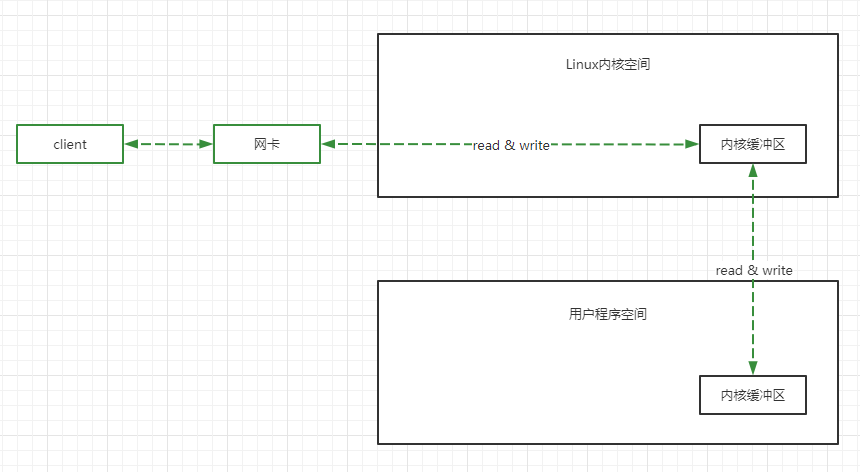 Linux内核空间
client
网卡
read & write
内核缓冲区
read & write
用户程序空间
内核缓冲区